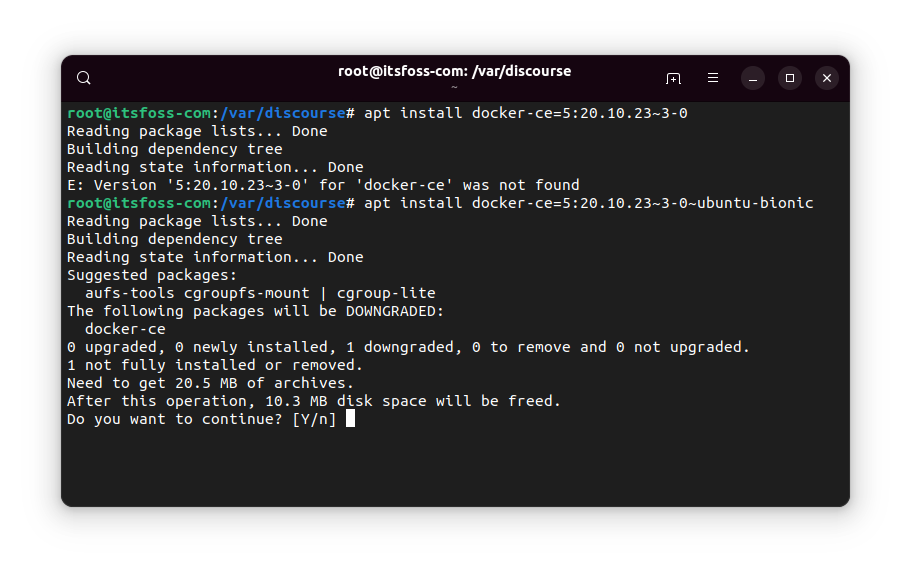 root@itsfoss-com: /var/discourse
~
root@itsfoss-com:/var/discourse# apt install docker-ce=5:20.10.23~3-0
Reading package lists... Done
Building dependency tree
Reading state information... Done
E: Version '5:20.10.23~3-0' for 'docker-ce' was not found
root@itsfoss-com:/var/discourse# apt install docker-ce=5:20.10.23~3-0~ubuntu-bionic
Reading package lists... Done
Building dependency tree
Reading state information... Done
Suggested packages:
  aufs-tools cgroupfs-mount | cgroup-lite
The following packages will be DOWNGRADED:
  docker-ce
0 upgraded, 0 newly installed, 1 downgraded, 0 to remove and 0 not upgraded.
1 not fully installed or removed.
Need to get 20.5 MB of archives.
After this operation, 10.3 MB disk space will be freed.
Do you want to continue? [Y/n]